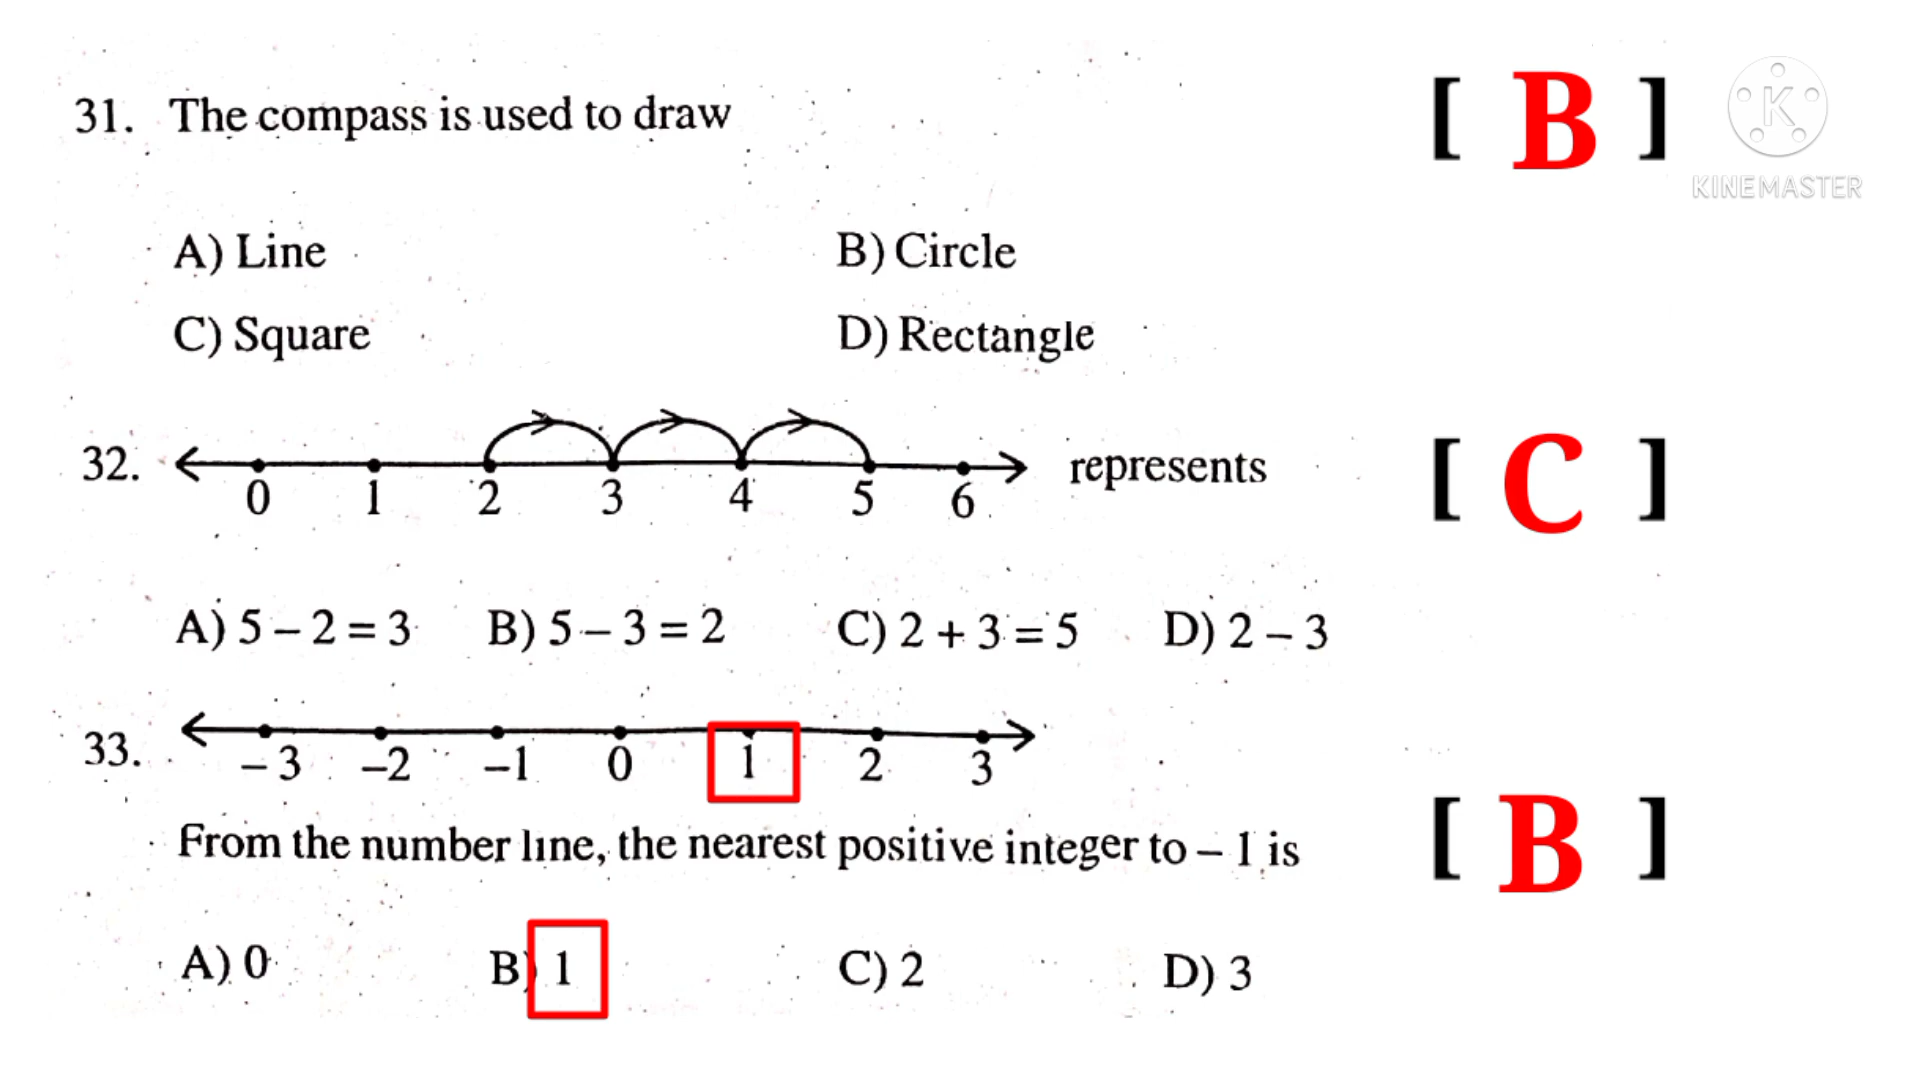 31. The compass is used to draw [ B ]
KINEMASTER
A) Line B) Circle
C) Square D) Rectangle
32. 0 1 2 3 4 5 6 represents [ C ]
A) 5 – 2 = 3 B) 5 – 3 = 2 C) 2 + 3 = 5 D) 2 – 3
33. – 3 –2 –1 0 1 2 3
From the number line, the nearest positive integer to – 1 is [ B ]
A) 0 B) 1 C) 2 D) 3